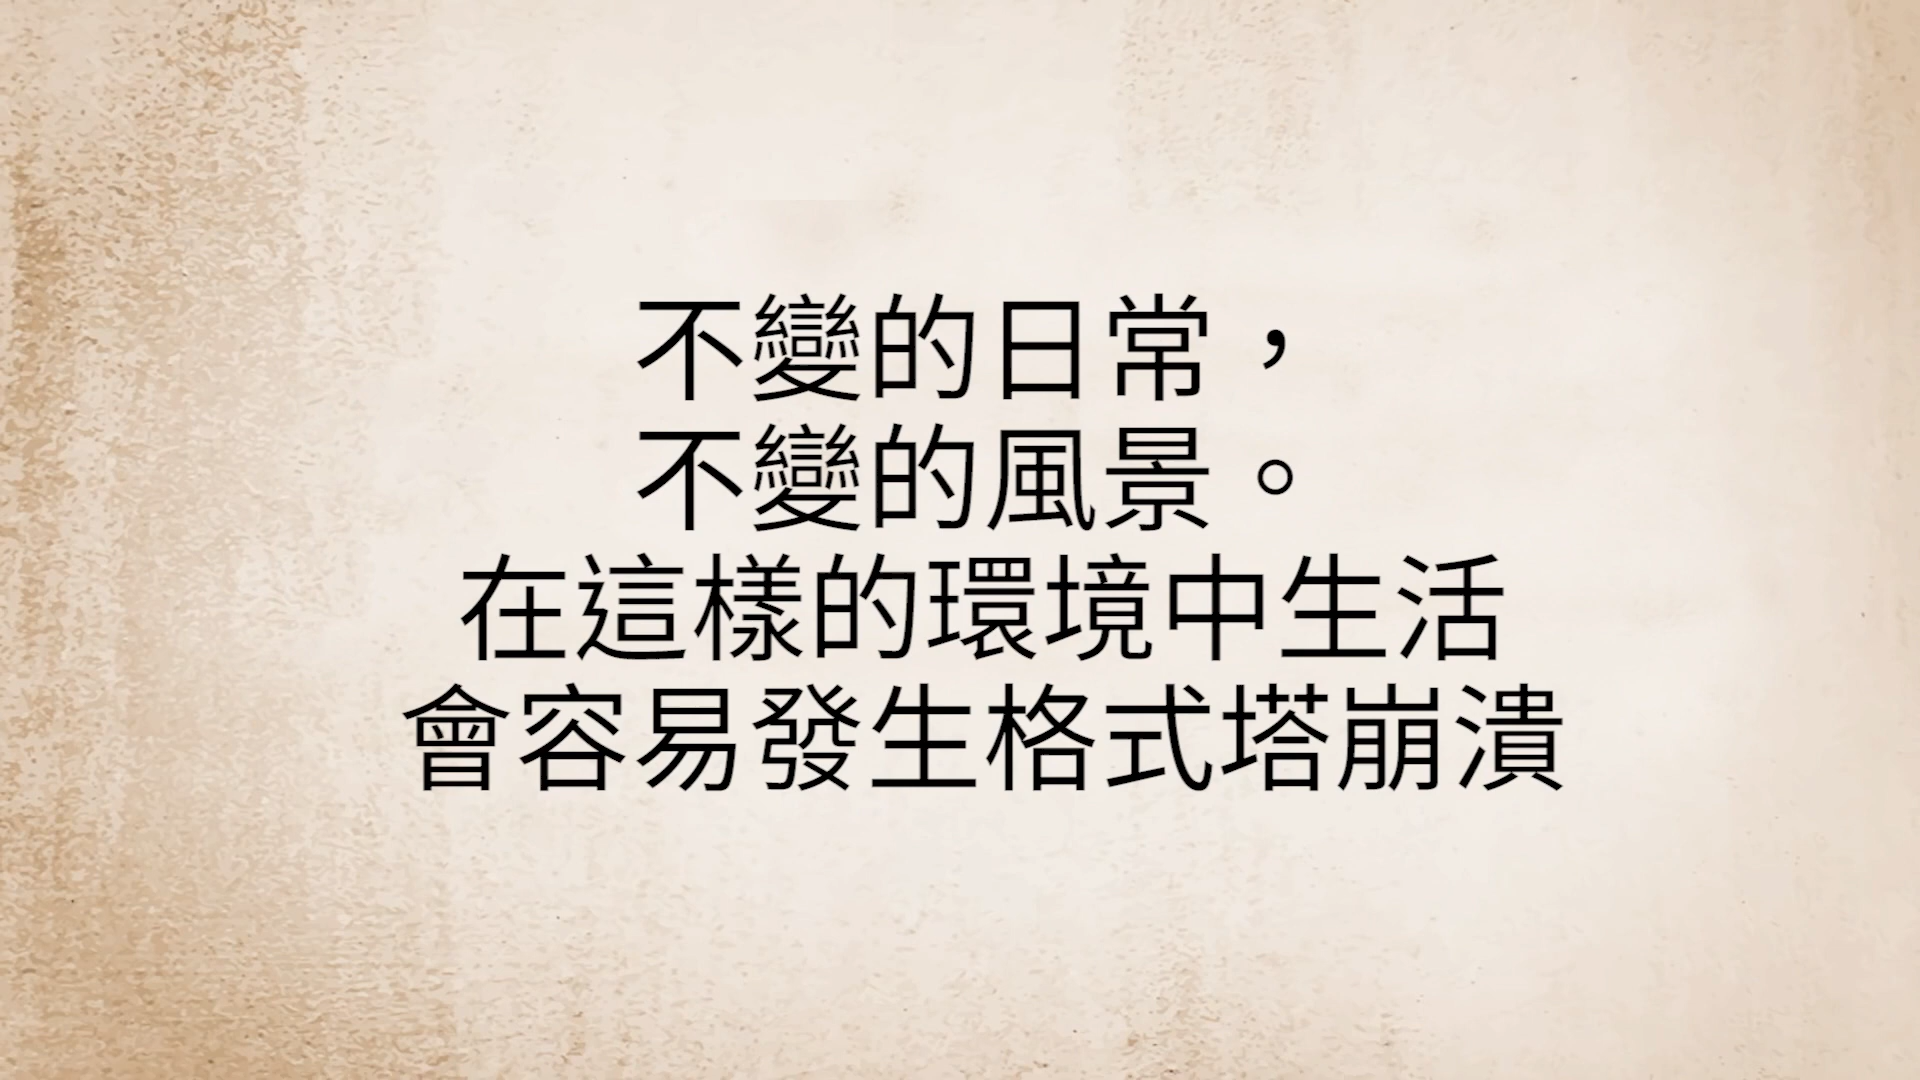 不變的日常，
不變的風景。
在這樣的環境中生活
會容易發生格式塔崩潰